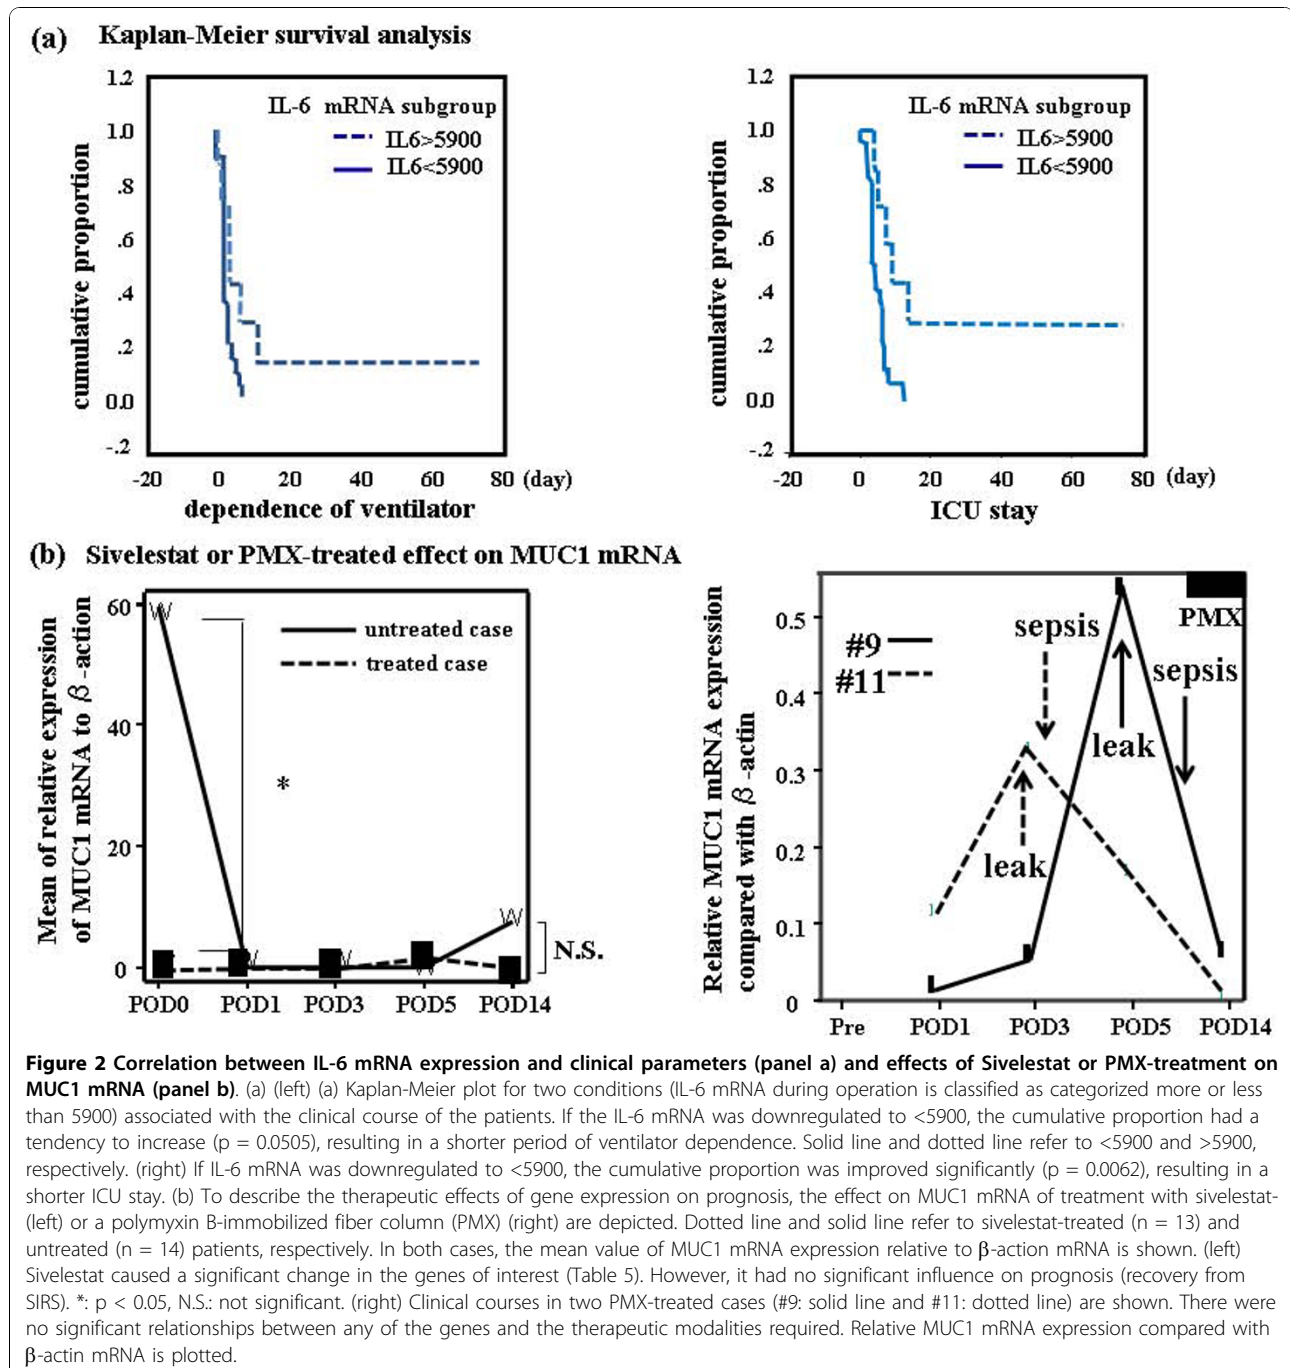 (a) Kaplan-Meier survival analysis
1.2
1.0
.8
.6
.4
.2
0.0
-.2
cumulative proportion
IL-6 mRNA subgroup
IL6>5900
IL6<5900
-20 0 20 40 60 80 (day)
dependence of ventilator
1.2
1.0
.8
.6
.4
.2
0.0
-.2
cumulative proportion
IL-6 mRNA subgroup
IL6>5900
IL6<5900
-20 0 20 40 60 80 (day)
ICU stay
(b) Sivelestat or PMX-treated effect on MUC1 mRNA
Mean of relative expression
of MUC1 mRNA to β-action
60
40
20
0
untreated case
treated case
*
N.S.
POD0 POD1 POD3 POD5 POD14
Relative MUC1 mRNA expression
compared with β-actin
0.5
0.4
0.3
0.2
0.1
0
#9
#11
sepsis
leak
leak
PMX
sepsis
Pre POD1 POD3 POD5 POD14
Figure 2 Correlation between IL-6 mRNA expression and clinical parameters (panel a) and effects of Sivelestat or PMX-treatment on
MUC1 mRNA (panel b). (a) (left) (a) Kaplan-Meier plot for two conditions (IL-6 mRNA during operation is classified as categorized more or less
than 5900) associated with the clinical course of the patients. If the IL-6 mRNA was downregulated to <5900, the cumulative proportion had a
tendency to increase (p = 0.0505), resulting in a shorter period of ventilator dependence. Solid line and dotted line refer to <5900 and >5900,
respectively. (right) If IL-6 mRNA was downregulated to <5900, the cumulative proportion was improved significantly (p = 0.0062), resulting in a
shorter ICU stay. (b) To describe the therapeutic effects of gene expression on prognosis, the effect on MUC1 mRNA of treatment with sivelestat-
(left) or a polymyxin B-immobilized fiber column (PMX) (right) are depicted. Dotted line and solid line refer to sivelestat-treated (n = 13) and
untreated (n = 14) patients, respectively. In both cases, the mean value of MUC1 mRNA expression relative to β-action mRNA is shown. (left)
Sivelestat caused a significant change in the genes of interest (Table 5). However, it had no significant influence on prognosis (recovery from
SIRS). *: p < 0.05, N.S.: not significant. (right) Clinical courses in two PMX-treated cases (#9: solid line and #11: dotted line) are shown. There were
no significant relationships between any of the genes and the therapeutic modalities required. Relative MUC1 mRNA expression compared with
β-actin mRNA is plotted.